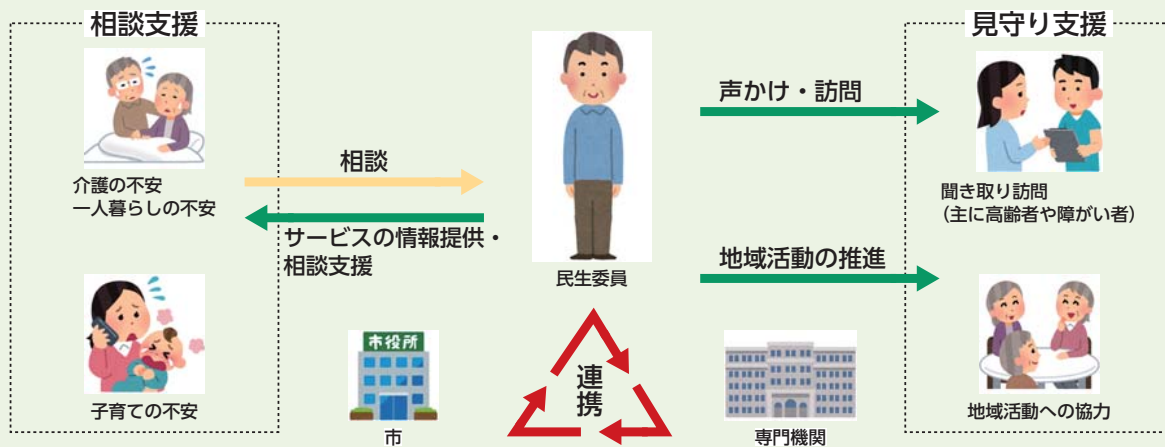 相談支援
介護の不安
一人暮らしの不安
子育ての不安
相談
サービスの情報提供・
相談支援
民生委員
市役所
市
連携
専門機関
声かけ・訪問
地域活動の推進
見守り支援
聞き取り訪問
（主に高齢者や障がい者）
地域活動への協力